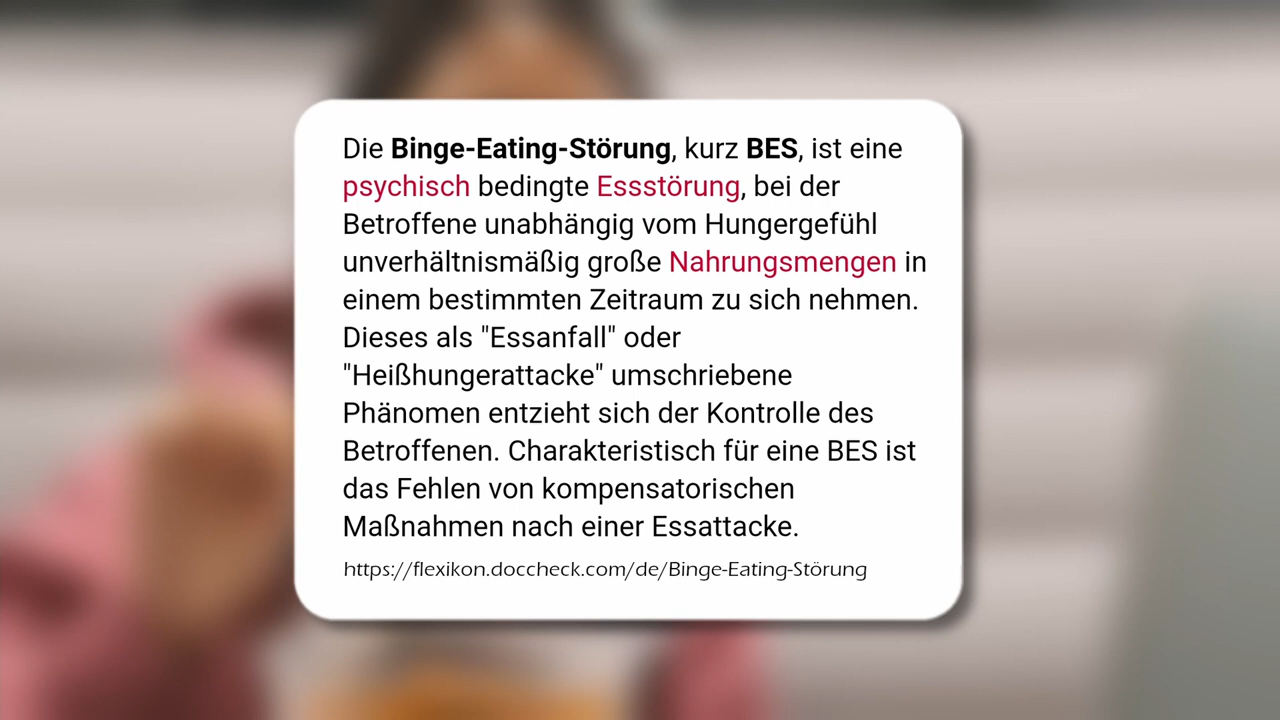 Die Binge-Eating-Störung, kurz BES, ist eine
psychisch bedingte Essstörung, bei der
Betroffene unabhängig vom Hungergefühl
unverhältnismäßig große Nahrungsmengen in
einem bestimmten Zeitraum zu sich nehmen.
Dieses als "Essanfall" oder
"Heißhungerattacke" umschriebene
Phänomen entzieht sich der Kontrolle des
Betroffenen. Charakteristisch für eine BES ist
das Fehlen von kompensatorischen
Maßnahmen nach einer Essattacke.
https://flexikon.doccheck.com/de/Binge-Eating-Störung